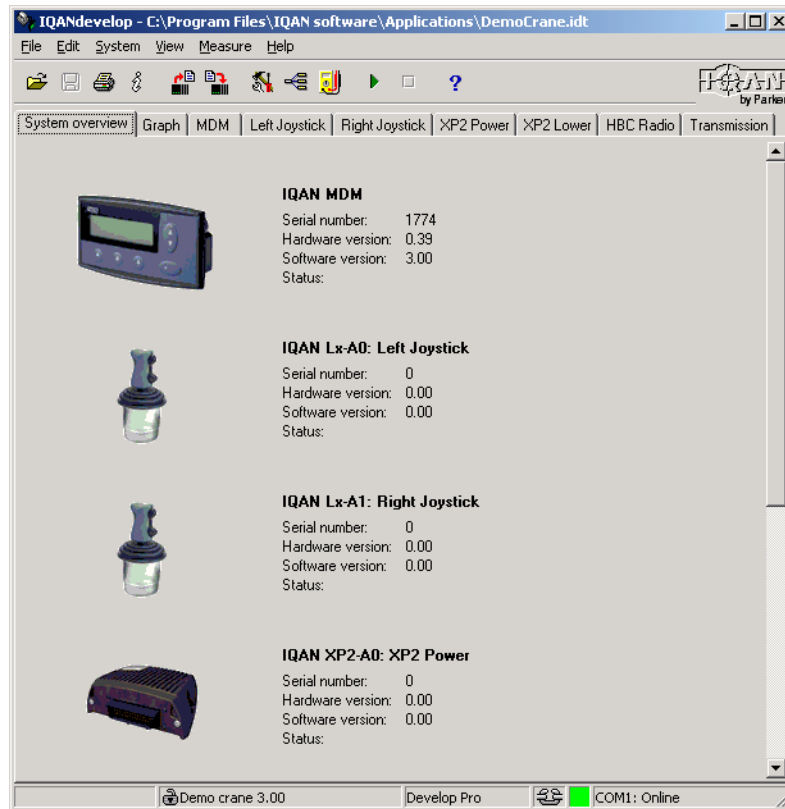 IQANdevelop - C:\Program Files\IQAN software\Applications\DemoCrane.idt
File Edit System View Measure Help
IQAN
by Parker
System overview Graph MDM Left Joystick Right Joystick XP2 Power XP2 Lower HBC Radio Transmission
IQAN MDM
Serial number: 1774
Hardware version: 0.39
Software version: 3.00
Status:
IQAN Lx-A0: Left Joystick
Serial number: 0
Hardware version: 0.00
Software version: 0.00
Status:
IQAN Lx-A1: Right Joystick
Serial number: 0
Hardware version: 0.00
Software version: 0.00
Status:
IQAN XP2-A0: XP2 Power
Serial number: 0
Hardware version: 0.00
Software version: 0.00
Status:
Demo crane 3.00 Develop Pro COM1: Online